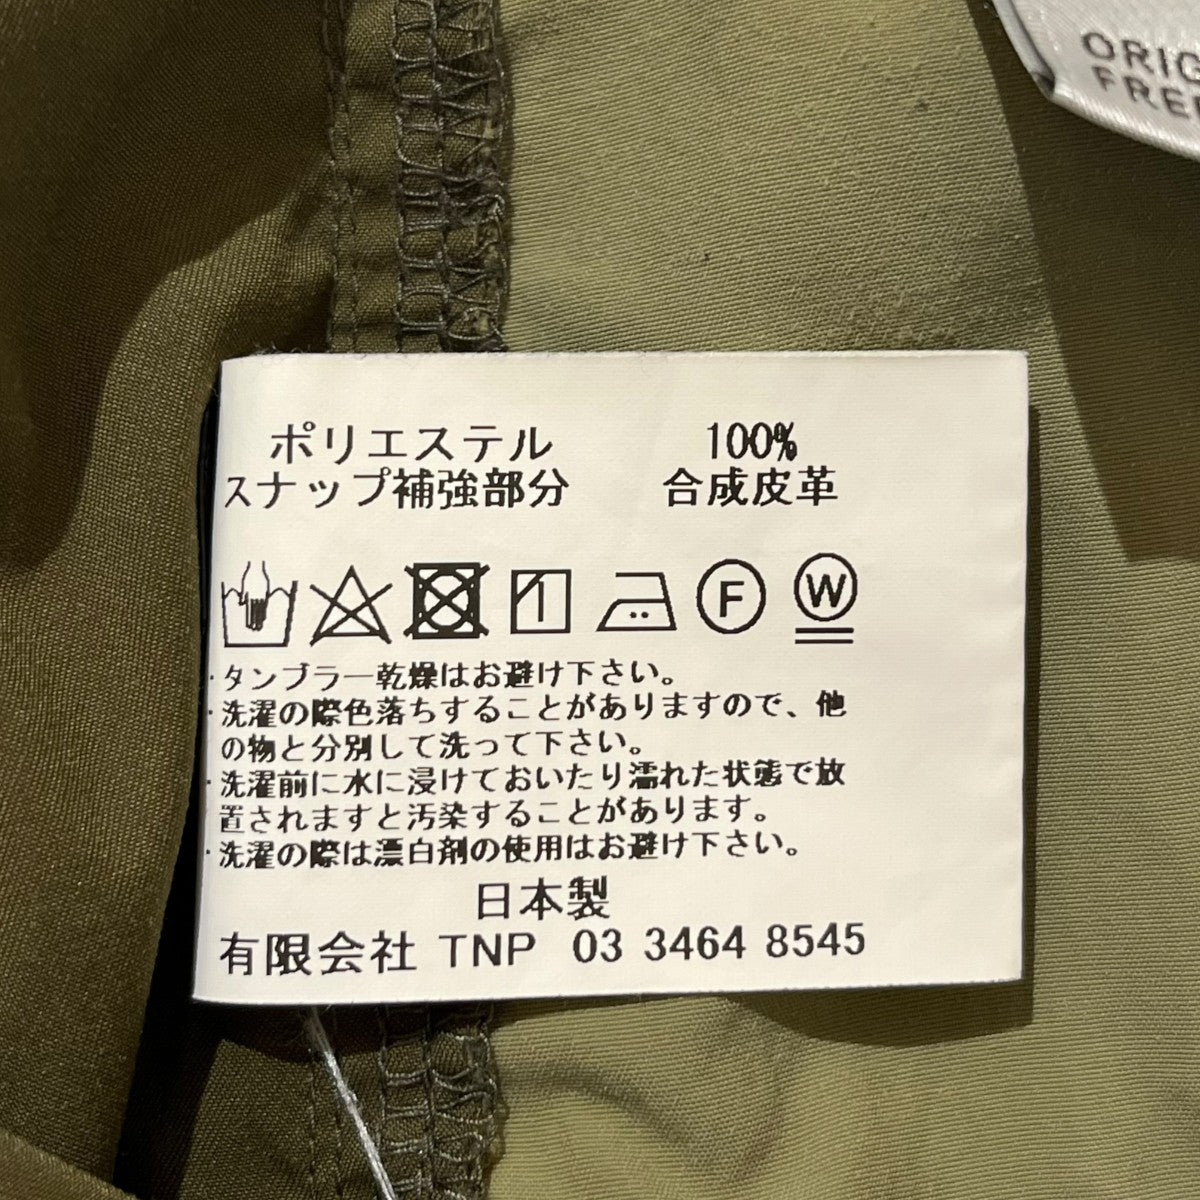 ORIG
FREE
ポリエステル 100%
スナップ補強部分 合成皮革
F W
・タンブラー乾燥はお避け下さい。
・洗濯の際色落ちすることがありますので、他
の物と分別して洗って下さい。
・洗濯前に水に浸けておいたり濡れた状態で放
置されますと汚染することがあります。
・洗濯の際は漂白剤の使用はお避け下さい。
日本製
有限会社 TNP 03 3464 8545